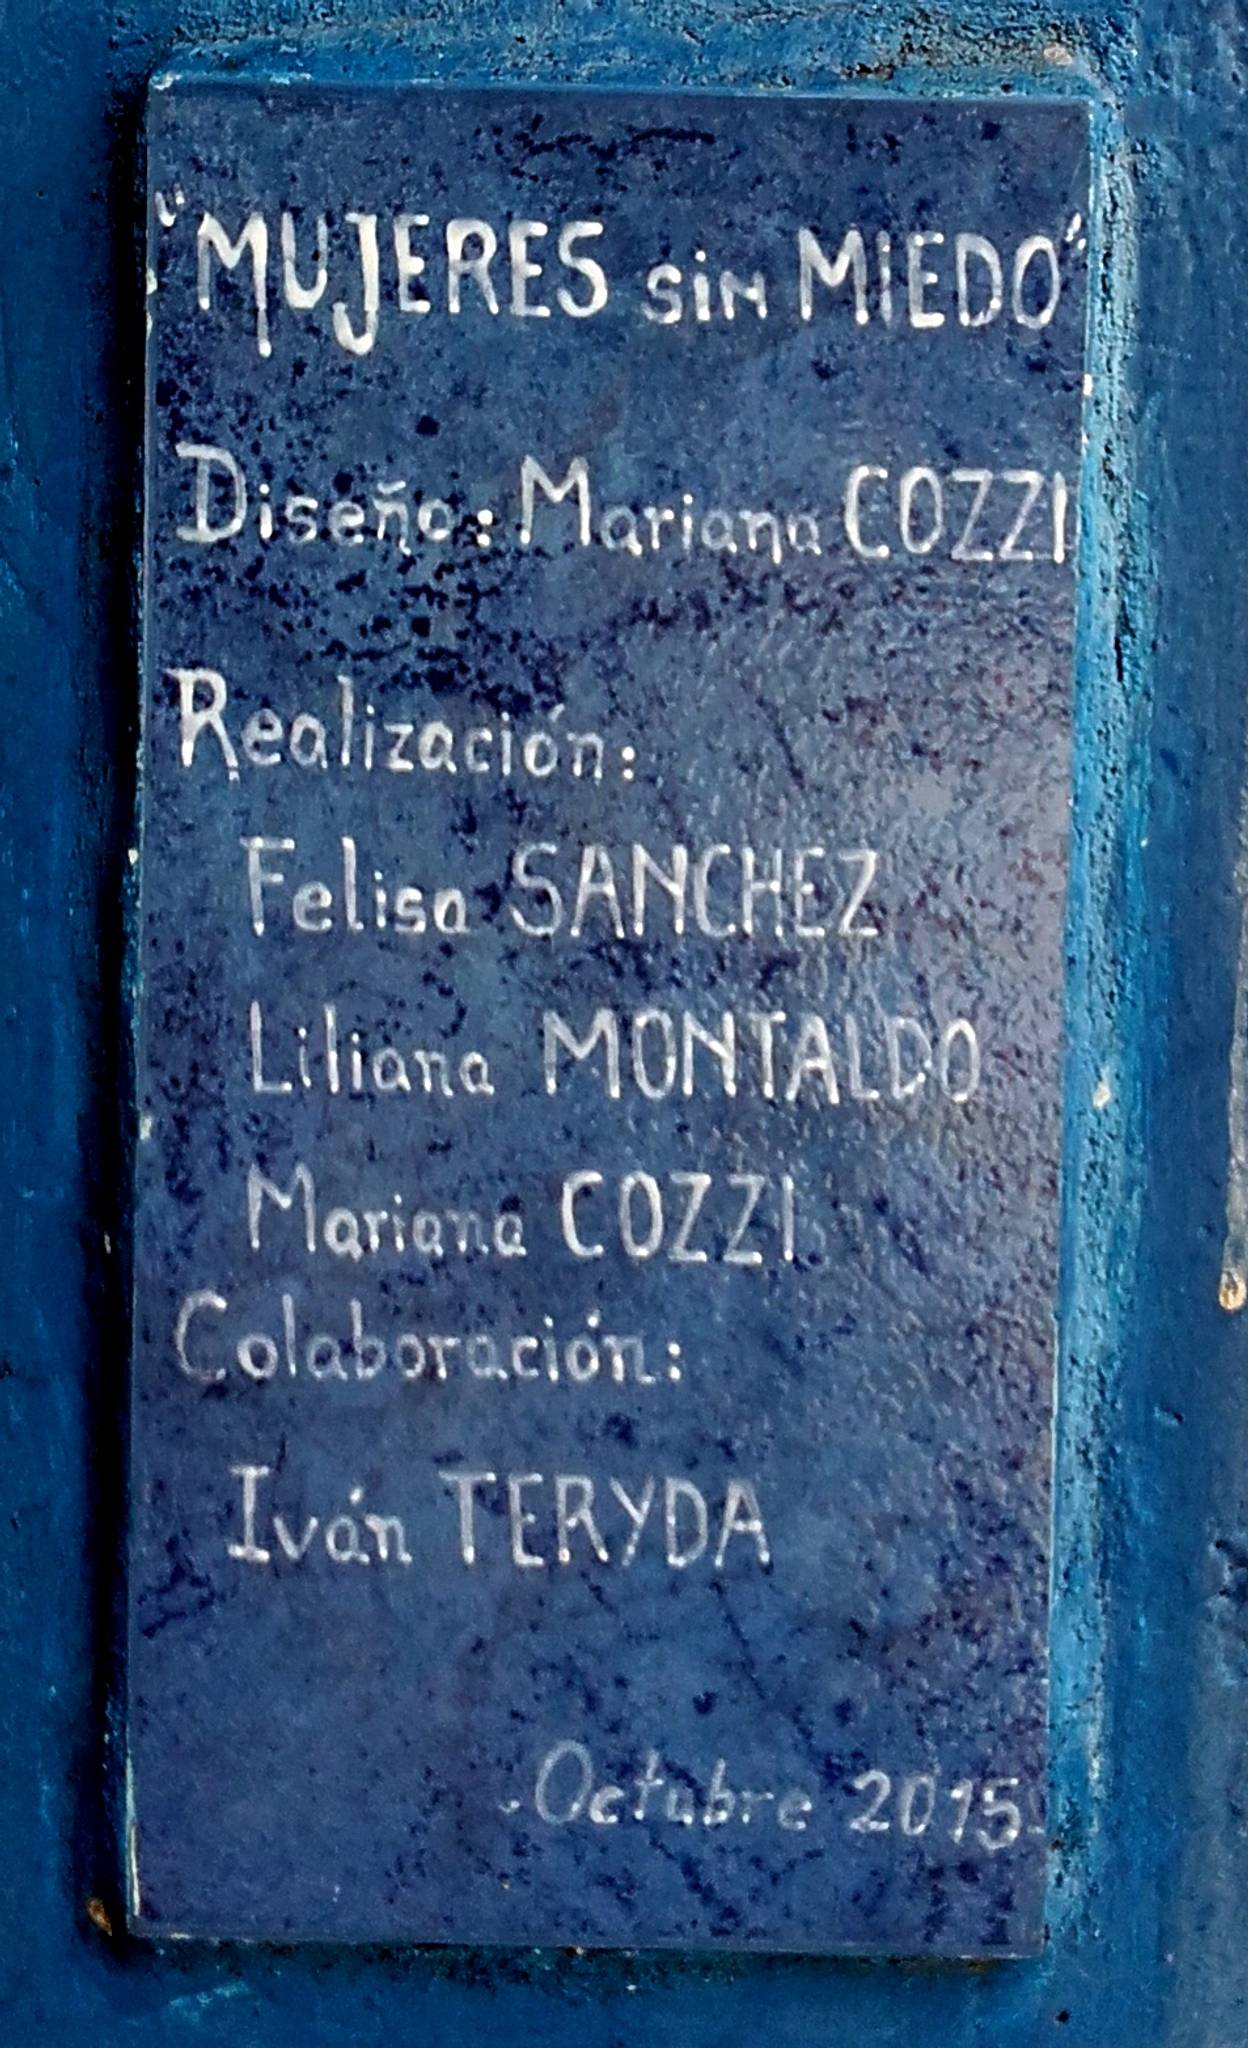 "MUJERES sin MIEDO"
Diseño: Mariana COZZI
Realización:
Felisa SANCHEZ
Liliana MONTALDO
Mariana COZZI
Colaboración:
Iván TERYDA
Octubre 2015